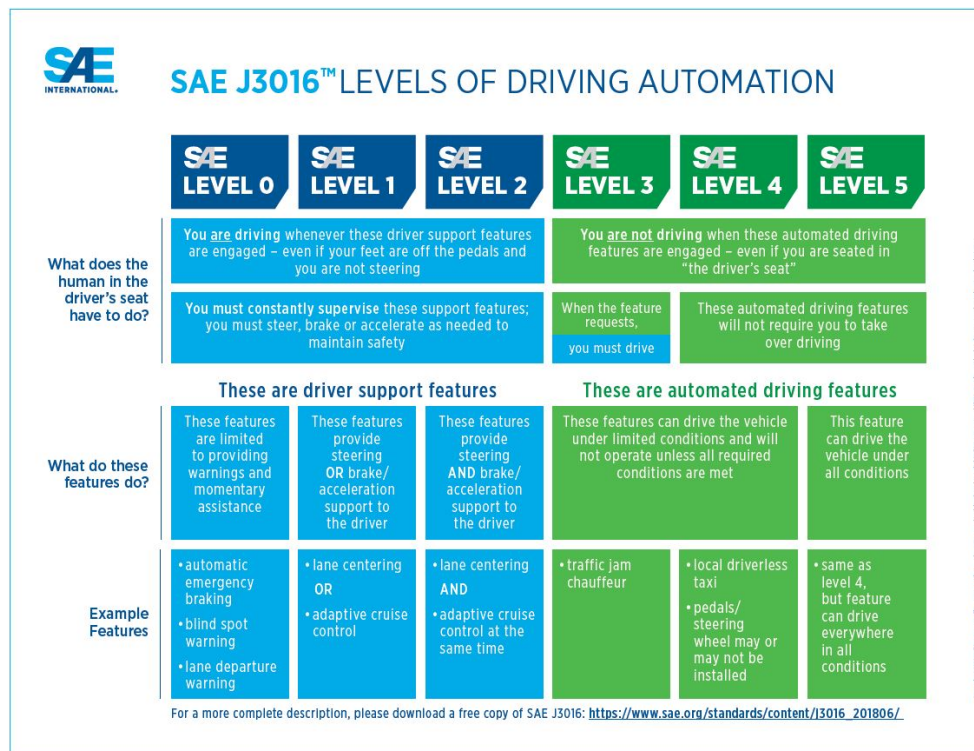 SAE
INTERNATIONAL®
SAE J3016™ LEVELS OF DRIVING AUTOMATION
SAE
LEVEL 0
SAE
LEVEL 1
SAE
LEVEL 2
SAE
LEVEL 3
SAE
LEVEL 4
SAE
LEVEL 5
What does the
human in the
driver's seat
have to do?
You are driving whenever these driver support features
are engaged – even if your feet are off the pedals and
you are not steering
You are not driving when these automated driving
features are engaged – even if you are seated in
“the driver's seat”
You must constantly supervise these support features;
you must steer, brake or accelerate as needed to
maintain safety
When the feature
requests,
you must drive
These automated driving features
will not require you to take
over driving
These are driver support features
These are automated driving features
What do these
features do?
These features
are limited
to providing
warnings and
momentary
assistance
These features
provide
steering
OR brake/
acceleration
support to
the driver
These features
provide
steering
AND brake/
acceleration
support to
the driver
These features can drive the vehicle
under limited conditions and will
not operate unless all required
conditions are met
This feature
can drive the
vehicle under
all conditions
Example
Features
• automatic
emergency
braking
• blind spot
warning
• lane departure
warning
• lane centering
OR
• adaptive cruise
control
• lane centering
AND
• adaptive cruise
control at the
same time
• traffic jam
chauffeur
• local driverless
taxi
• pedals/
steering
wheel may or
may not be
installed
• same as
level 4,
but feature
can drive
everywhere
in all
conditions
For a more complete description, please download a free copy of SAE J3016: https://www.sae.org/standards/content/j3016_201806/